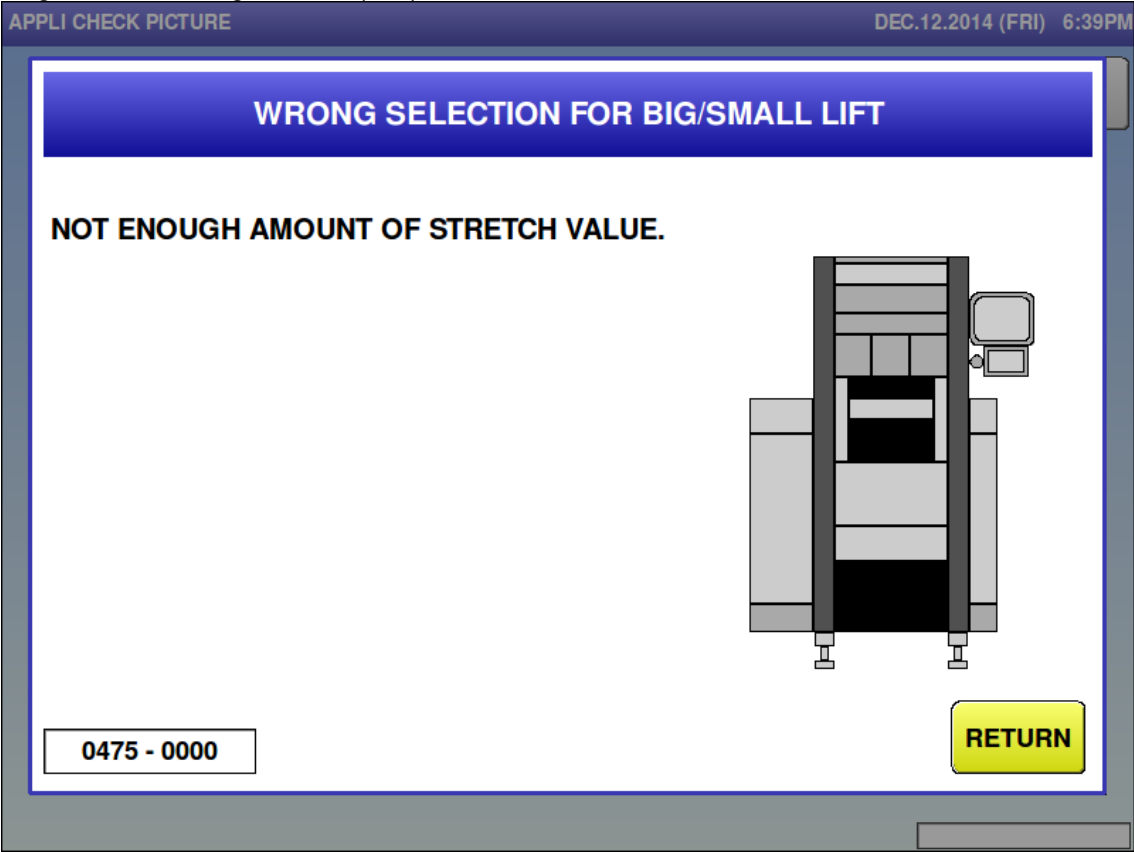 APPLI CHECK PICTURE DEC.12.2014 (FRI) 6:39PM
WRONG SELECTION FOR BIG/SMALL LIFT
NOT ENOUGH AMOUNT OF STRETCH VALUE.
RETURN
0475 - 0000